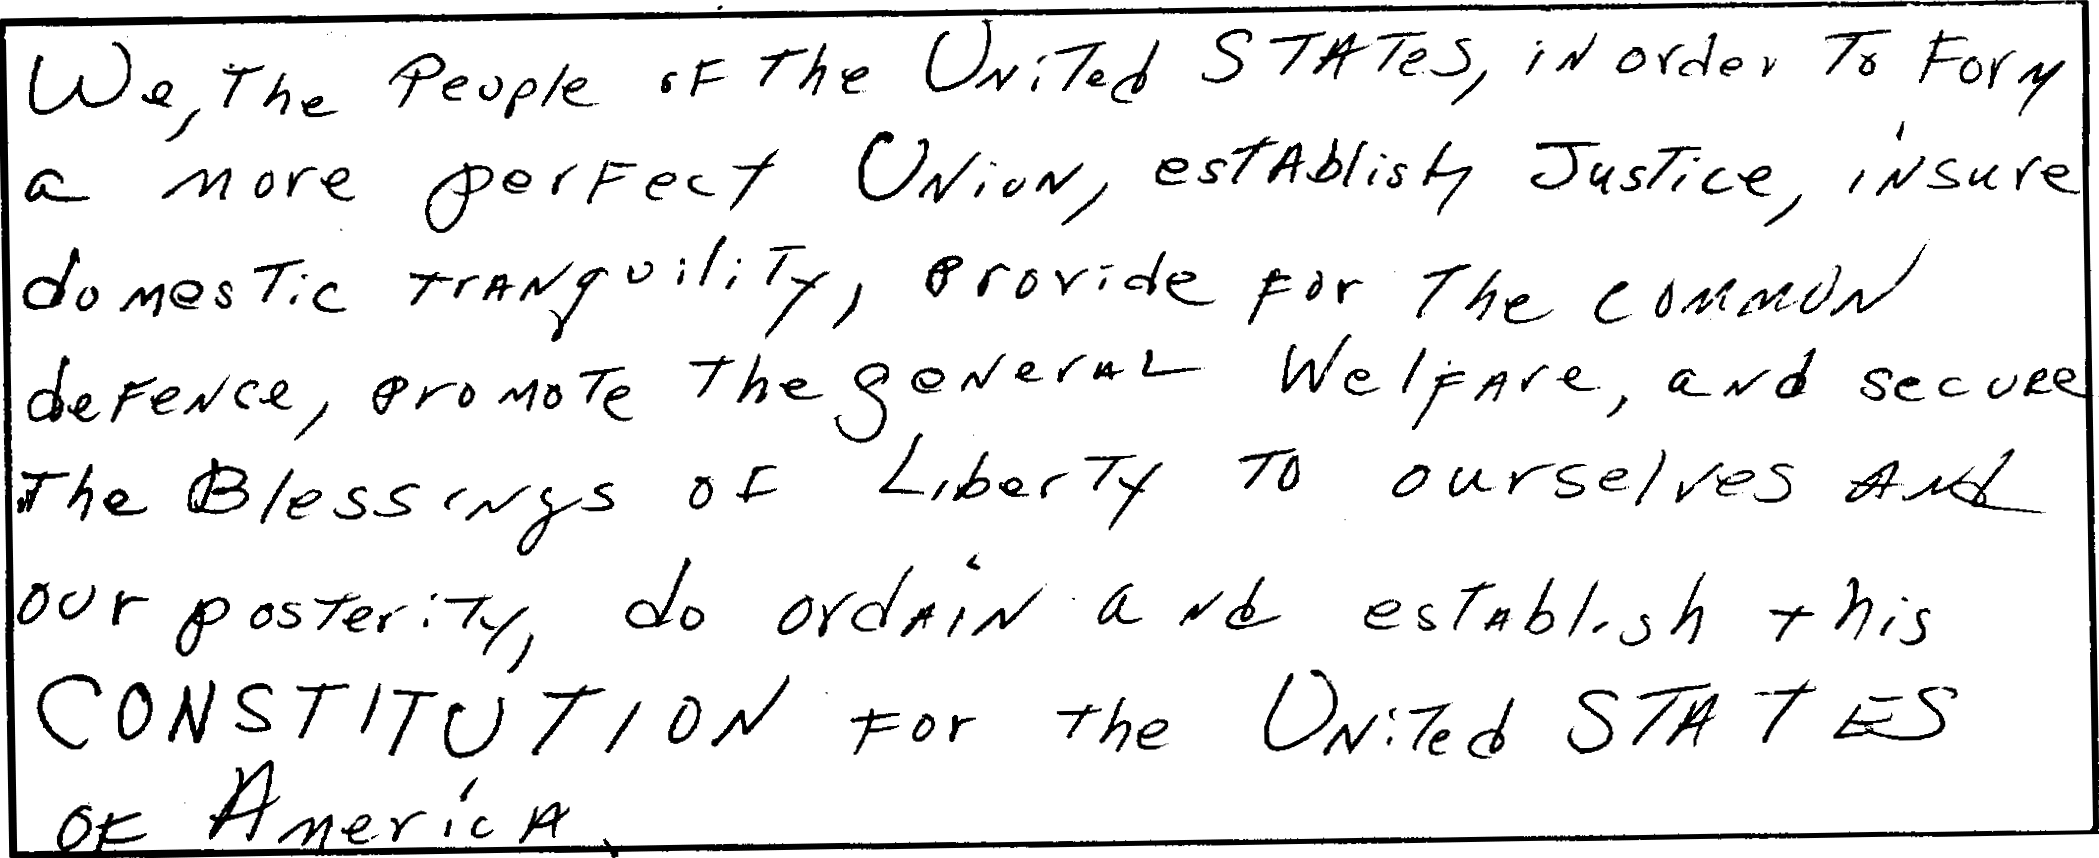 We, the People of the United States, in order to form
a more perfect Union, establish Justice, insure
domestic tranquility, provide for the common
defence, promote the general Welfare, and secure
the Blessings of Liberty to ourselves and
our posterity, do ordain and establish this
CONSTITUTION for the United STATES
of America.